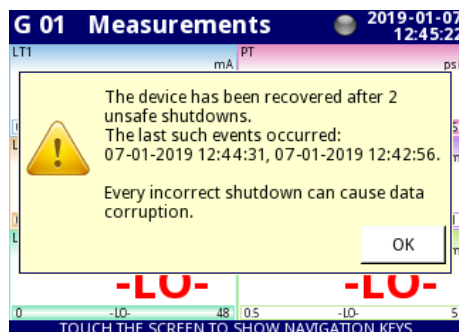 G 01 Measurements
2019-01-07
12:45:22
LT1
mA
PT
The device has been recovered after 2
unsafe shutdowns.
The last such events occurred:
07-01-2019 12:44:31, 07-01-2019 12:42:56.
Every incorrect shutdown can cause data
corruption.
OK
-LO-
-LO-
0 -LO- 48
0.5 -LO- 5
TOUCH THE SCREEN TO SHOW NAVIGATION KEYS